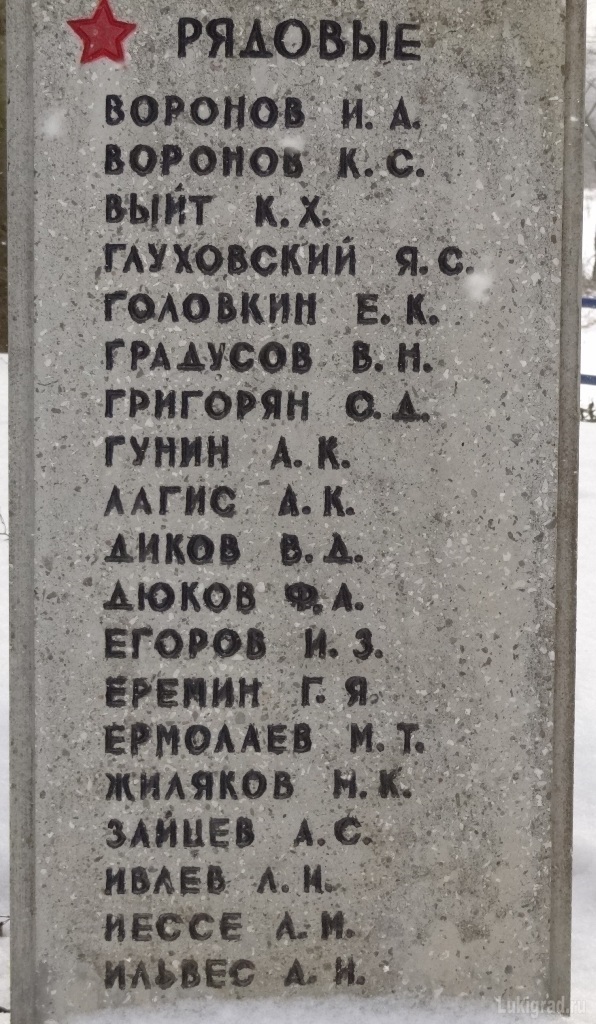 РЯДОВЫЕ
ВОРОНОВ И. А.
ВОРОНОВ К. С.
ВЫЙТ К. Х.
ГЛУХОВСКИЙ Я. С.
ГОЛОВКИН Е. К.
ГРАДУСОВ В. Н.
ГРИГОРЯН О. Д.
ГУНИН А. К.
ЛАГИС А. К.
ДИКОВ В. Д.
ДЮКОВ Ф. А.
ЕГОРОВ И. З.
ЕРЕМИН Г. Я.
ЕРМОЛАЕВ М. Т.
ЖИЛЯКОВ Н. К.
ЗАЙЦЕВ А. С.
ИВЛЕВ Л. И.
ИЕССЕ А. М.
ИЛЬВЕС А. И.
Lukigrad.ru